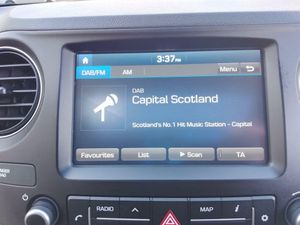 3:37PM
DAB/FM AM Menu
DAB
Capital Scotland
Scotland's No.1 Hit Music Station - Capital
Favourites List Scan TA
RADIO MAP i